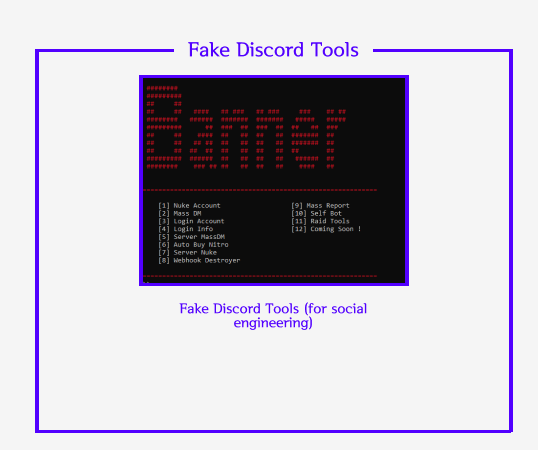 Fake Discord Tools
Banner
[1] Nuke Account [9] Mass Report
[2] Mass DM [10] Self Bot
[3] Login Account [11] Raid Tools
[4] Login Info [12] Coming Soon !
[5] Server MassDM
[6] Auto Buy Nitro
[7] Server Nuke
[8] Webhook Destroyer
Fake Discord Tools (for social
engineering)